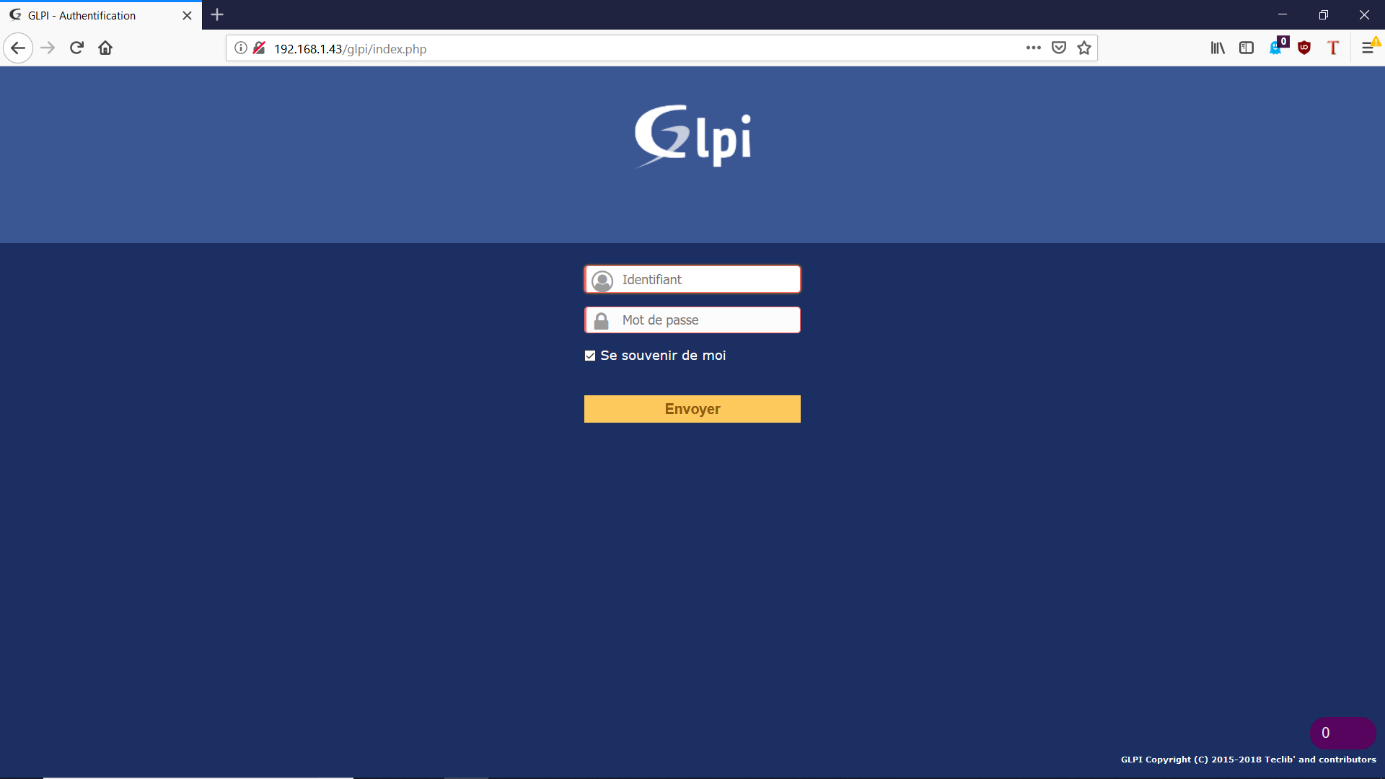 GLPI - Authentification
192.168.1.43/glpi/index.php
0
Glpi
Identifiant
Mot de passe
Se souvenir de moi
Envoyer
0
GLPI Copyright (C) 2015-2018 Teclib' and contributors